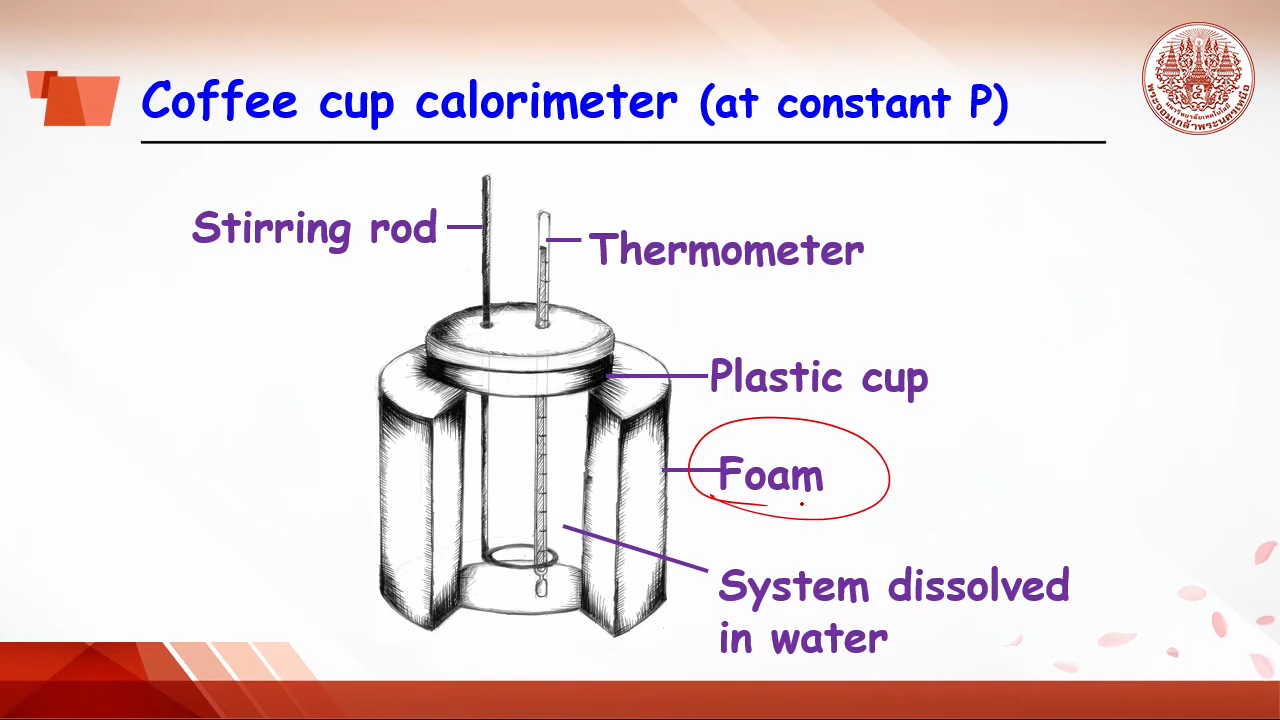 Coffee cup calorimeter (at constant P)
Stirring rod
Thermometer
Plastic cup
Foam
System dissolved
in water